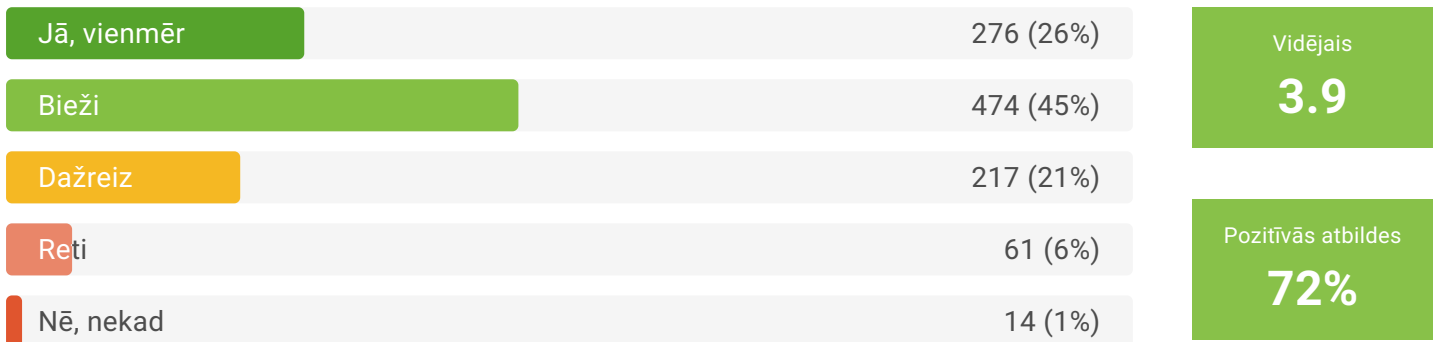 Jā, vienmēr 276 (26%)
Bieži 474 (45%)
Dažreiz 217 (21%)
Reti 61 (6%)
Nē, nekad 14 (1%)
Vidējais
3.9
Pozitīvās atbildes
72%